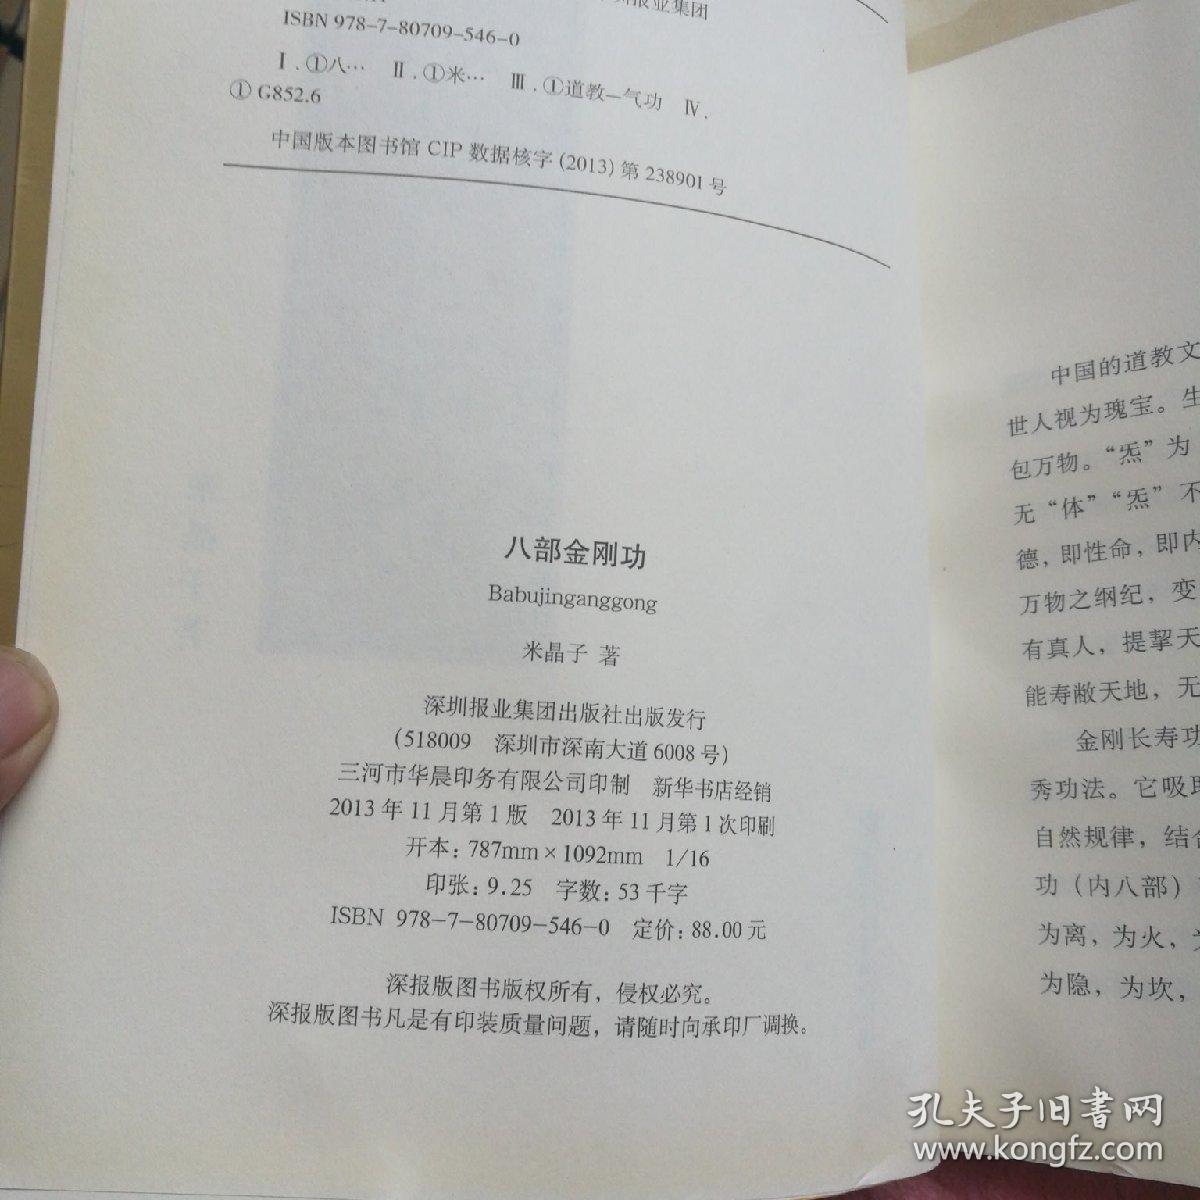 报业集团
ISBN 978-7-80709-546-0
Ⅰ.①八… Ⅱ.①米… Ⅲ.①道教—气功 Ⅳ.
①G852.6
中国版本图书馆 CIP 数据核字(2013)第 238901 号
八部金刚功
Babujinganggong
米晶子 著
深圳报业集团出版社出版发行
(518009 深圳市深南大道 6008 号)
三河市华晨印务有限公司印制 新华书店经销
2013 年 11 月第 1 版 2013 年 11 月第 1 次印刷
开本：787mm×1092mm 1/16
印张：9.25 字数：53 千字
ISBN 978-7-80709-546-0 定价：88.00 元
深报版图书版权所有，侵权必究。
深报版图书凡是有印装质量问题，请随时向承印厂调换。
中国的道教文
世人视为瑰宝。生
包万物。“炁”为
无“体”“炁”不
德，即性命，即内
万物之纲纪，变
有真人，提挈天
能寿敝天地，无
金刚长寿功
秀功法。它吸取
自然规律，结合
功（内八部）
为离，为火，为
为隐，为坎，
孔夫子旧书网
www.kongfz.com